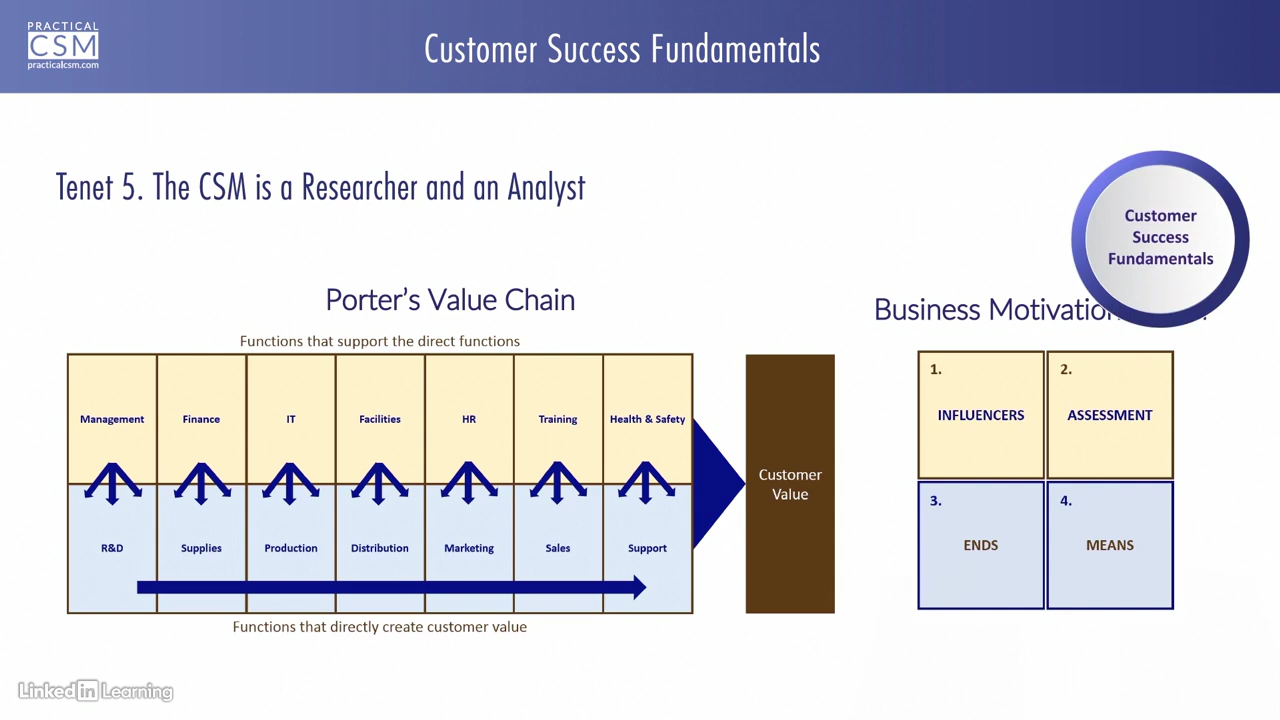 PRACTICAL
CSM
practicalcsm.com
Customer Success Fundamentals
Tenet 5. The CSM is a Researcher and an Analyst
Customer
Success
Fundamentals
Porter’s Value Chain
Business Motivation
Functions that support the direct functions
Management Finance IT Facilities HR Training Health & Safety
R&D Supplies Production Distribution Marketing Sales Support
Functions that directly create customer value
Customer
Value
1.
INFLUENCERS
2.
ASSESSMENT
3.
ENDS
4.
MEANS
Linked in Learning